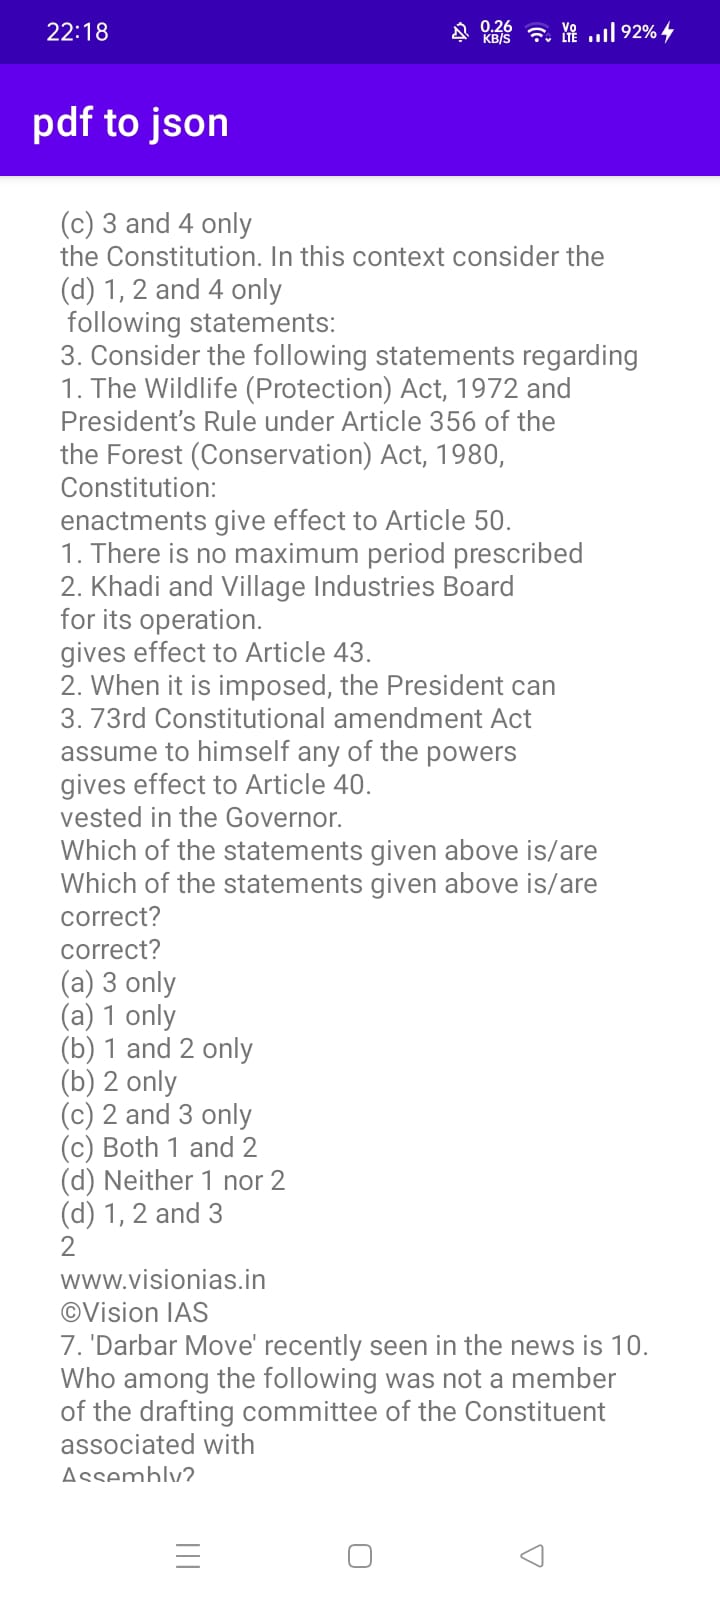 22:18
0.26
KB/S
Vo
LTE
92%
pdf to json
(c) 3 and 4 only
the Constitution. In this context consider the
(d) 1, 2 and 4 only
following statements:
3. Consider the following statements regarding
1. The Wildlife (Protection) Act, 1972 and
President’s Rule under Article 356 of the
the Forest (Conservation) Act, 1980,
Constitution:
enactments give effect to Article 50.
1. There is no maximum period prescribed
2. Khadi and Village Industries Board
for its operation.
gives effect to Article 43.
2. When it is imposed, the President can
3. 73rd Constitutional amendment Act
assume to himself any of the powers
gives effect to Article 40.
vested in the Governor.
Which of the statements given above is/are
Which of the statements given above is/are
correct?
correct?
(a) 3 only
(a) 1 only
(b) 1 and 2 only
(b) 2 only
(c) 2 and 3 only
(c) Both 1 and 2
(d) Neither 1 nor 2
(d) 1, 2 and 3
2
www.visionias.in
©Vision IAS
7. 'Darbar Move' recently seen in the news is 10.
Who among the following was not a member
of the drafting committee of the Constituent
associated with
Assembly?